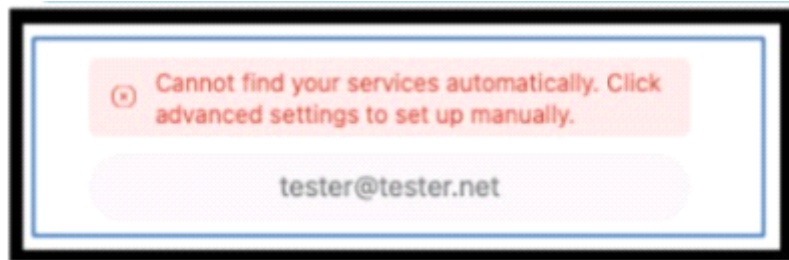 Cannot find your services automatically. Click
advanced settings to set up manually.
tester@tester.net